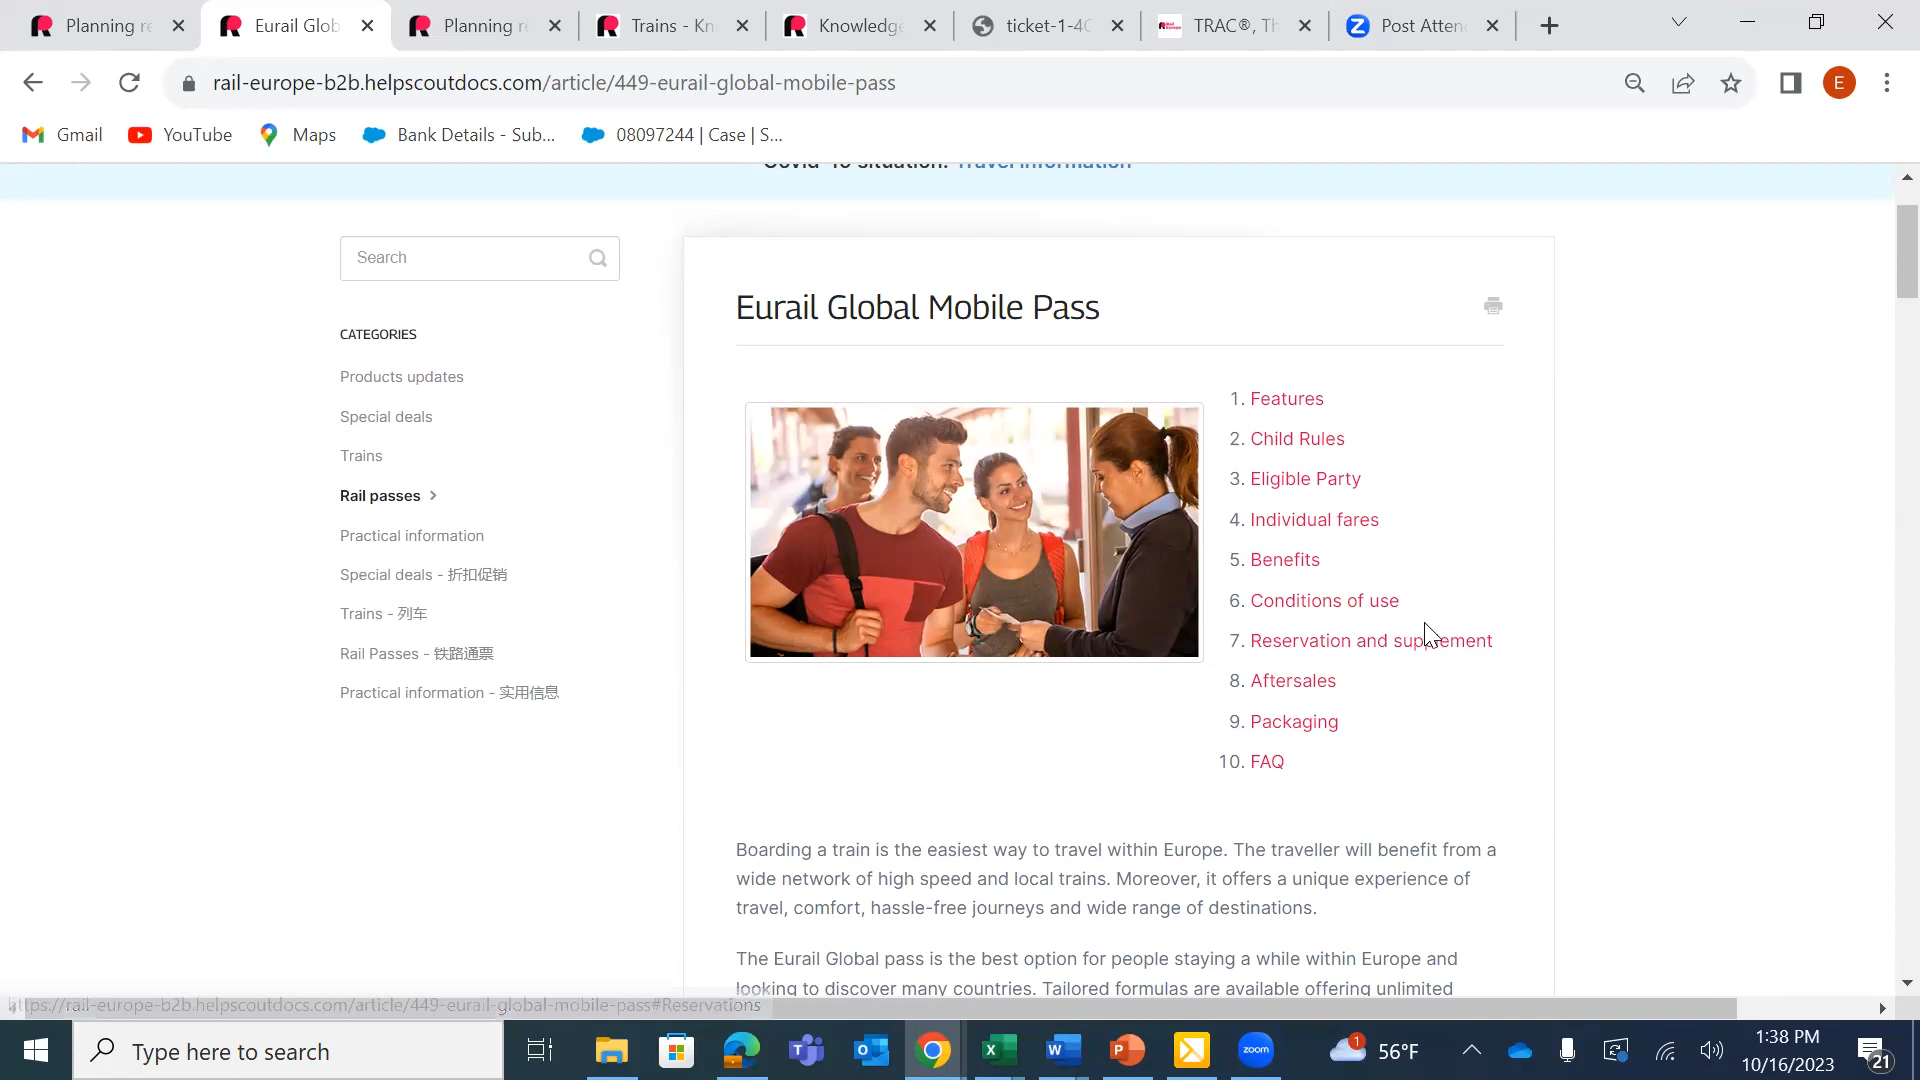 Planning re
Eurail Glob
Planning re
Trains - Kn
Knowledge
ticket-1-4C
TRAC®, Th
Post Atten
rail-europe-b2b.helpscoutdocs.com/article/449-eurail-global-mobile-pass
E
Gmail
YouTube
Maps
Bank Details - Sub...
08097244 | Case | S...
situation. Travel information
Search
CATEGORIES
Products updates
Special deals
Trains
Rail passes
Practical information
Special deals - 折扣促销
Trains - 列车
Rail Passes - 铁路通票
Practical information - 实用信息
Eurail Global Mobile Pass
1. Features
2. Child Rules
3. Eligible Party
4. Individual fares
5. Benefits
6. Conditions of use
7. Reservation and supplement
8. Aftersales
9. Packaging
10. FAQ
Boarding a train is the easiest way to travel within Europe. The traveller will benefit from a
wide network of high speed and local trains. Moreover, it offers a unique experience of
travel, comfort, hassle-free journeys and wide range of destinations.
The Eurail Global pass is the best option for people staying a while within Europe and
looking to discover many countries. Tailored formulas are available offering unlimited
https://rail-europe-b2b.helpscoutdocs.com/article/449-eurail-global-mobile-pass#Reservations
Type here to search
zoom
1
56°F
1:38 PM
10/16/2023
21